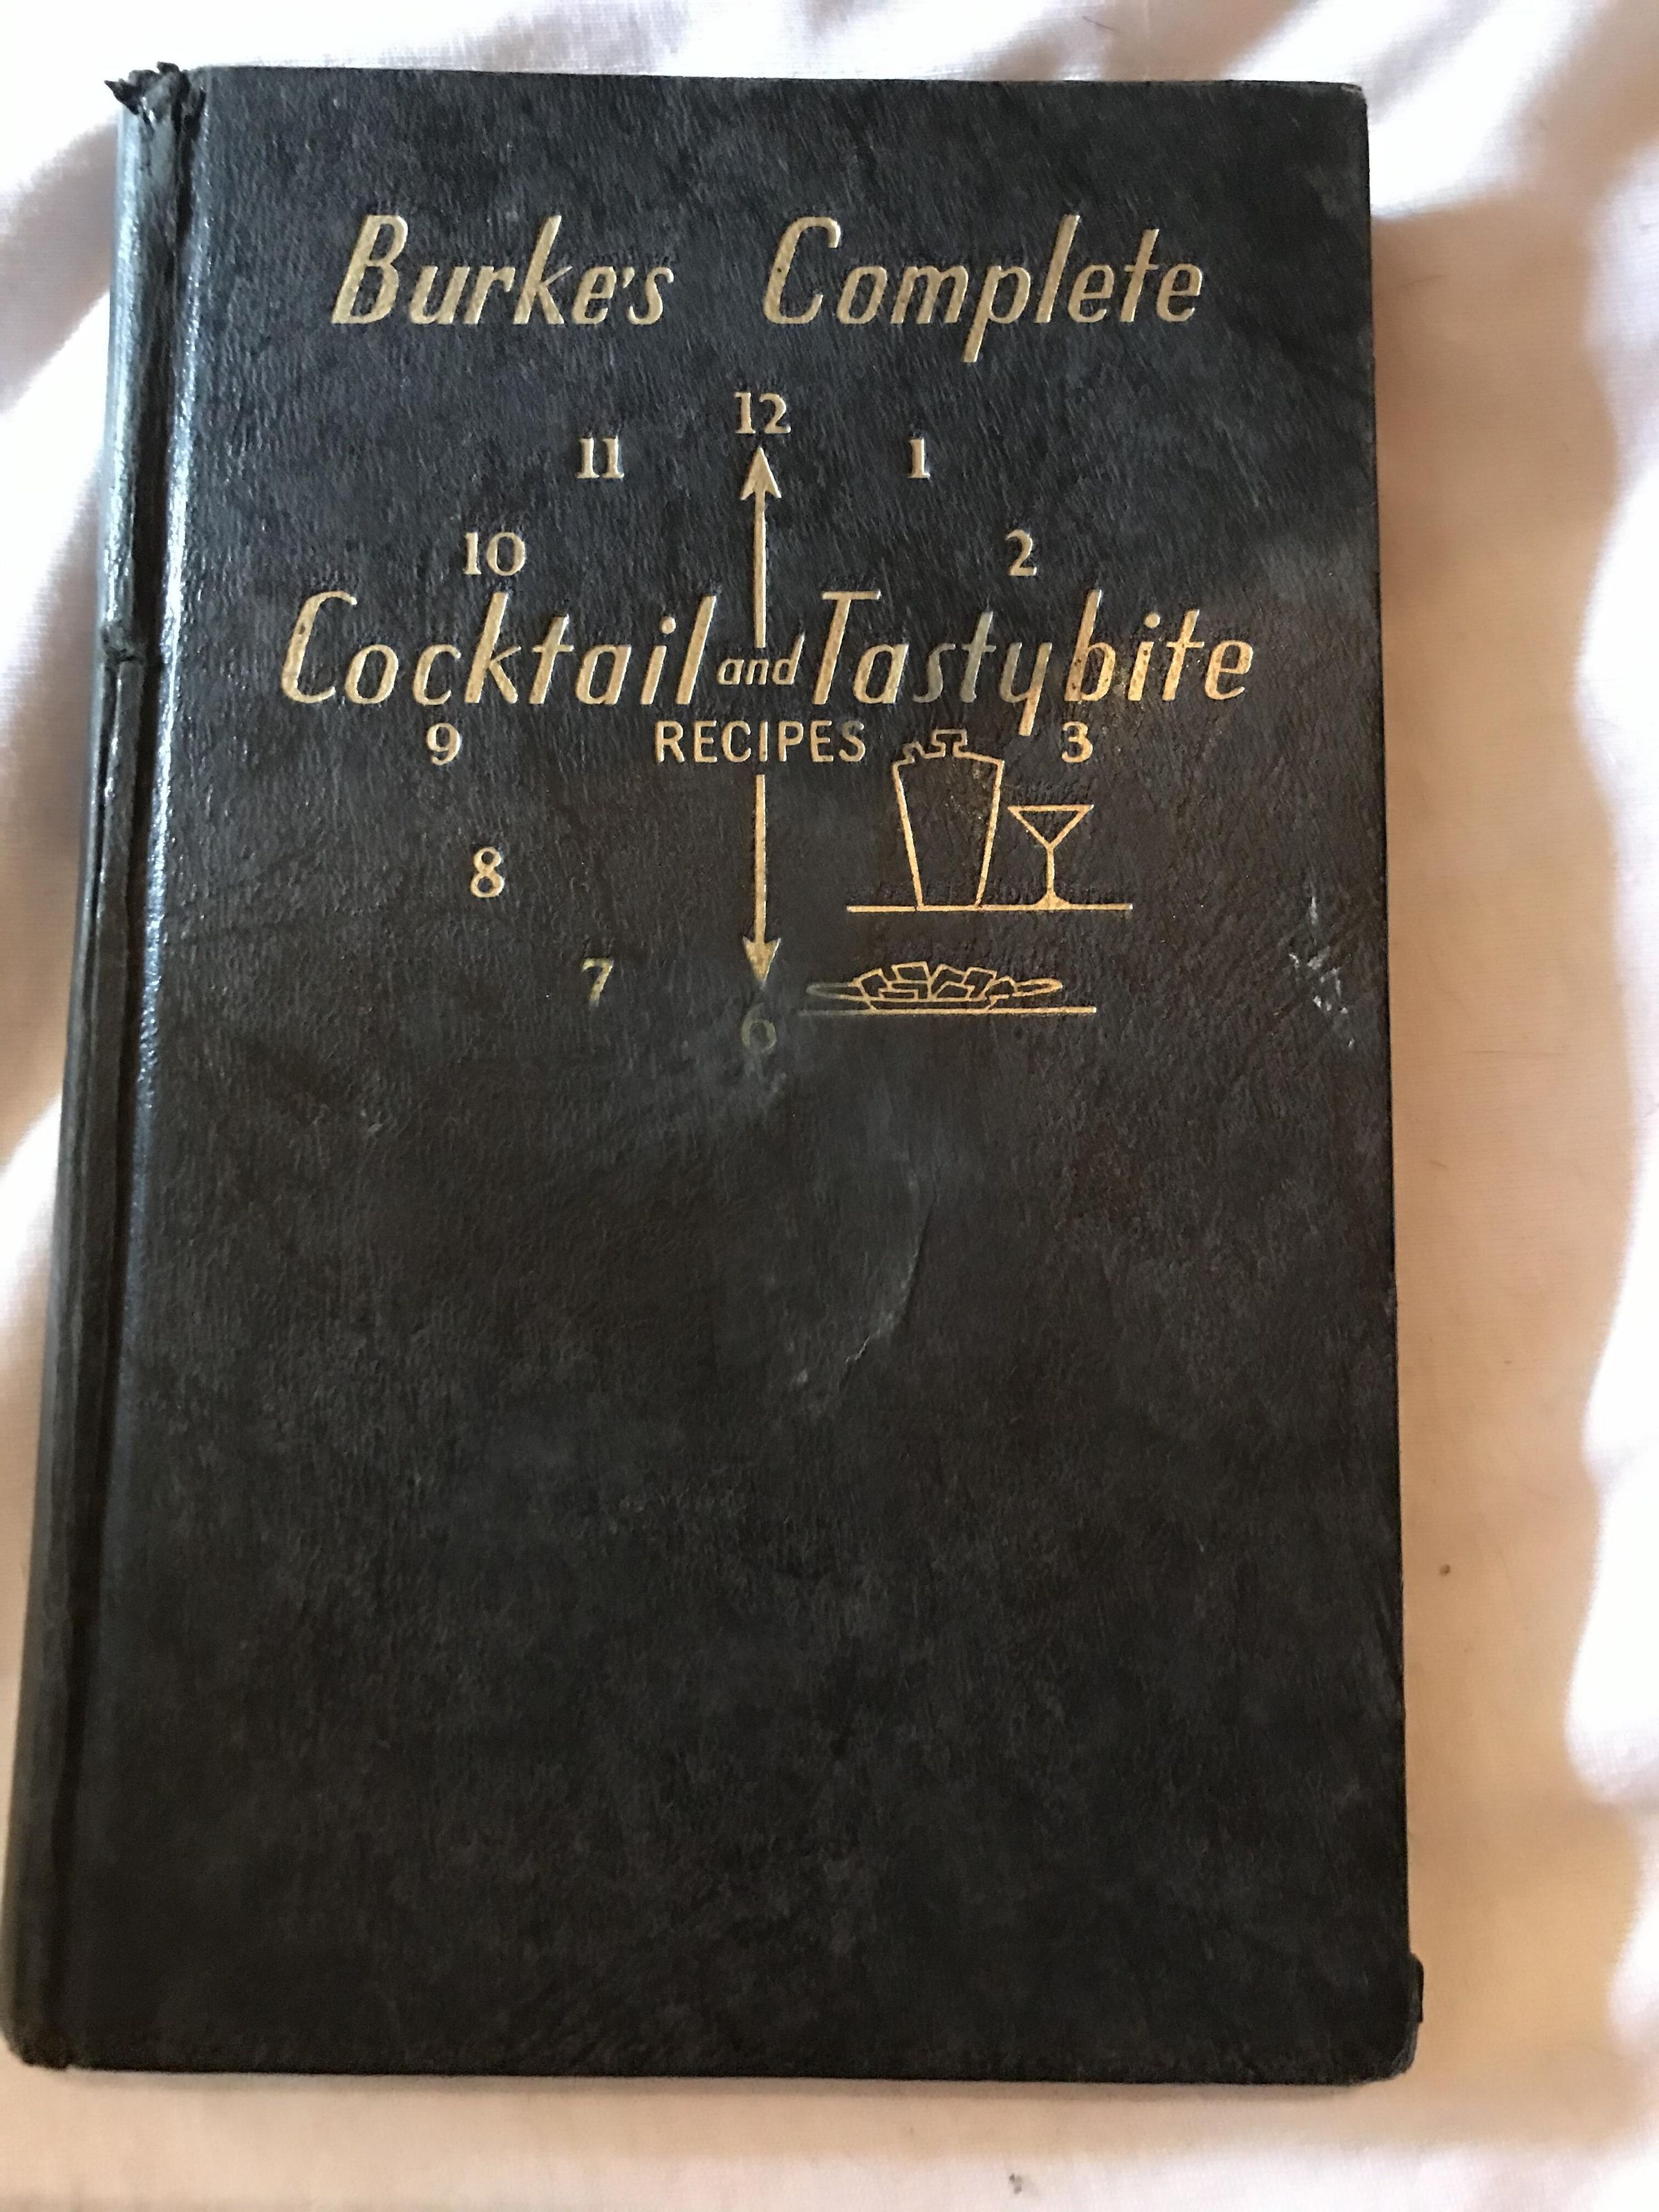 Burke's Complete
12
11 1
10 2
Cocktail and Tastybite
9 RECIPES 3
8
7
6